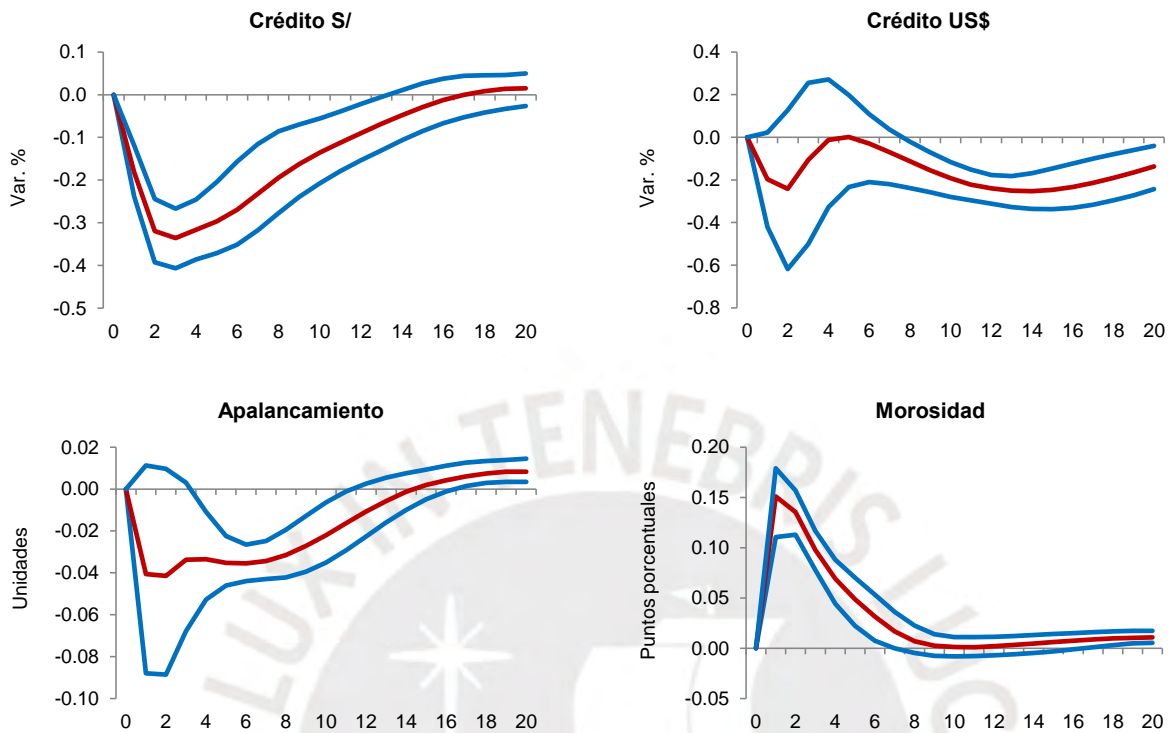 Crédito S/
Var. %
0.1
0.0
-0.1
-0.2
-0.3
-0.4
-0.5
0 2 4 6 8 10 12 14 16 18 20
Crédito US$
Var. %
0.4
0.2
0.0
-0.2
-0.4
-0.6
-0.8
0 2 4 6 8 10 12 14 16 18 20
Apalancamiento
Unidades
0.02
0.00
-0.02
-0.04
-0.06
-0.08
-0.10
0 2 4 6 8 10 12 14 16 18 20
Morosidad
Puntos porcentuales
0.20
0.15
0.10
0.05
0.00
-0.05
0 2 4 6 8 10 12 14 16 18 20
LUX IN TENEBRIS LUC